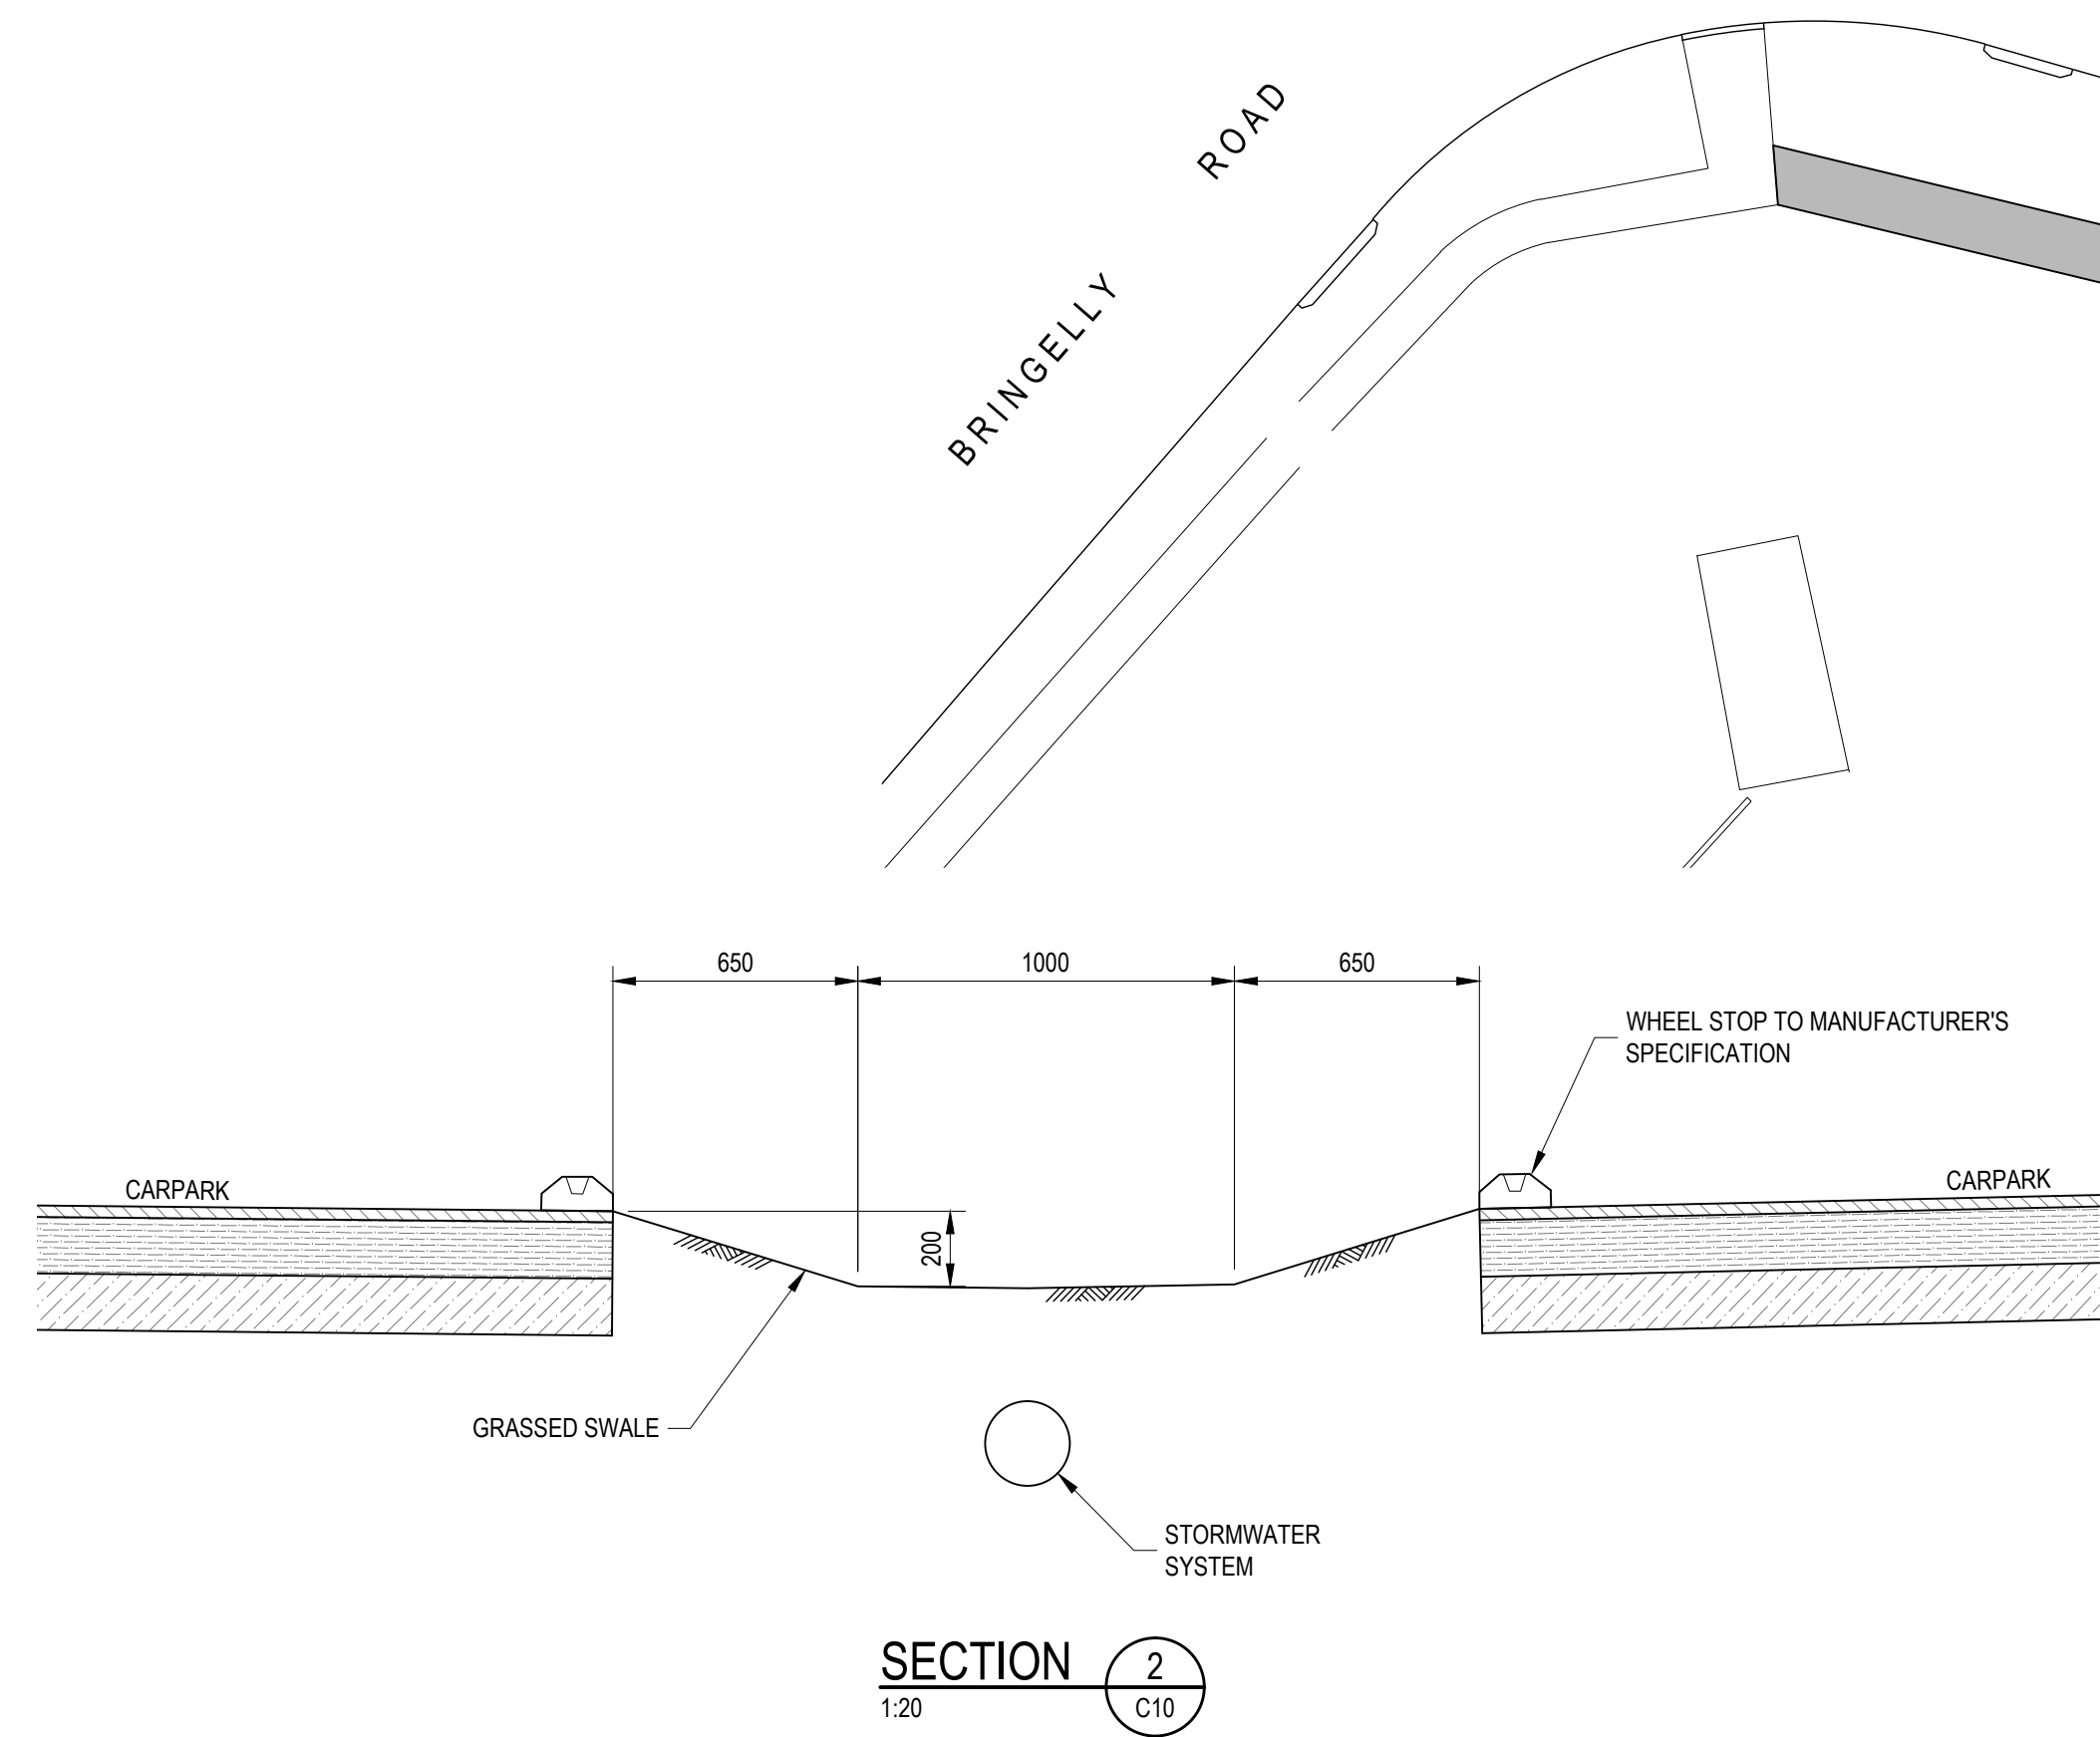 BRINGELLY ROAD
650
1000
650
WHEEL STOP TO MANUFACTURER'S
SPECIFICATION
CARPARK
CARPARK
200
GRASSED SWALE
STORMWATER
SYSTEM
SECTION
1:20
2
C10